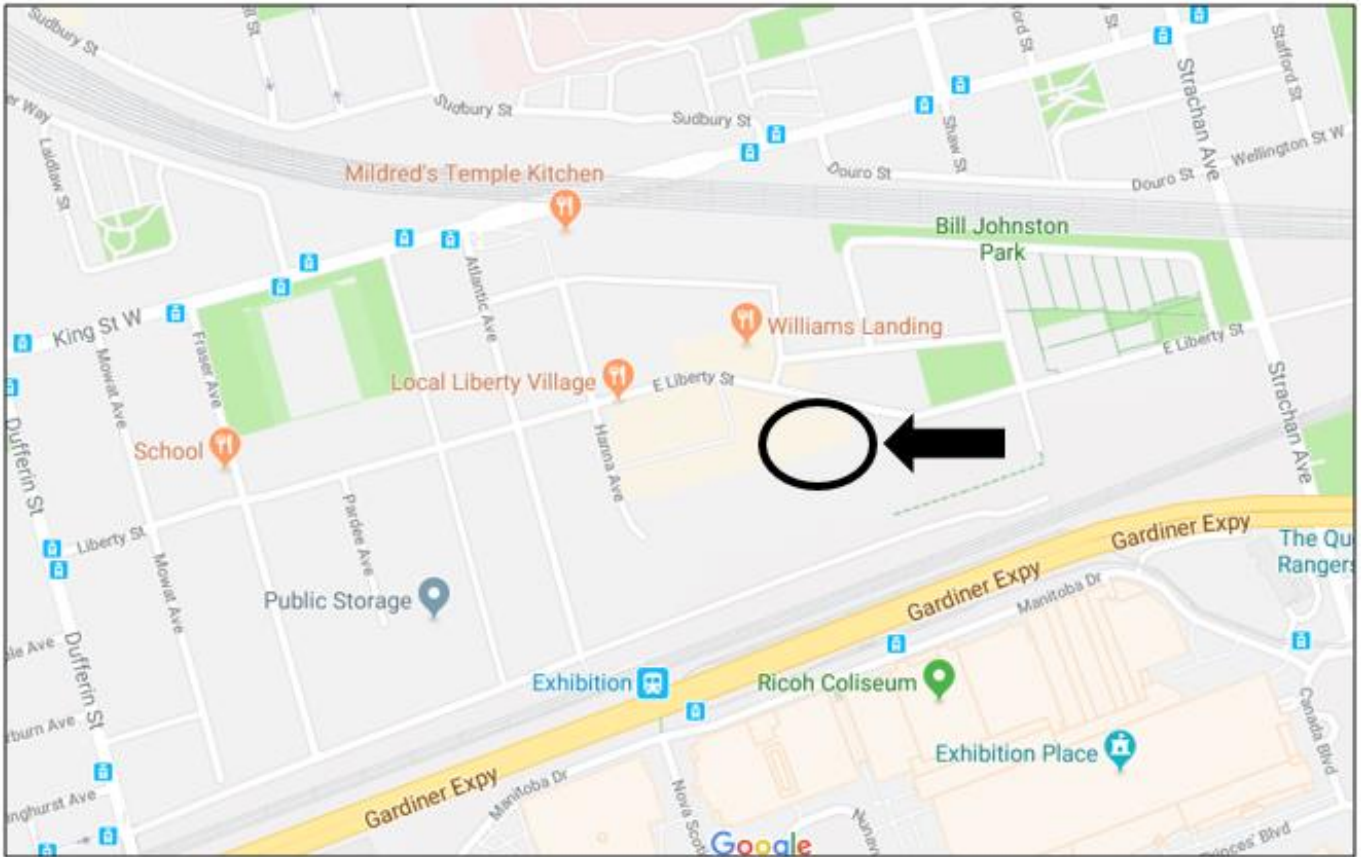 Sudbury St
Stafford St
Strachan Ave
Sudbury St
Sudbury St
Shaw St
Wellington St W
Laidlaw St
Mildred's Temple Kitchen
Douro St
Douro St
Bill Johnston
Park
Atlantic Ave
King St W
Williams Landing
E Liberty St
Mowat Ave
Fraser Ave
Local Liberty Village
E Liberty St
Strachan Ave
Dufferin St
School
Hanna Ave
Liberty St
Pardee Ave
Gardiner Expy
The Qu
Rangers
Mowat Ave
Public Storage
Gardiner Expy
Manitoba Dr
Dufferin St
Exhibition
Ricoh Coliseum
Canada Blvd
Exhibition Place
Gardiner Expy
Manitoba Dr
Nova Scoti
Google